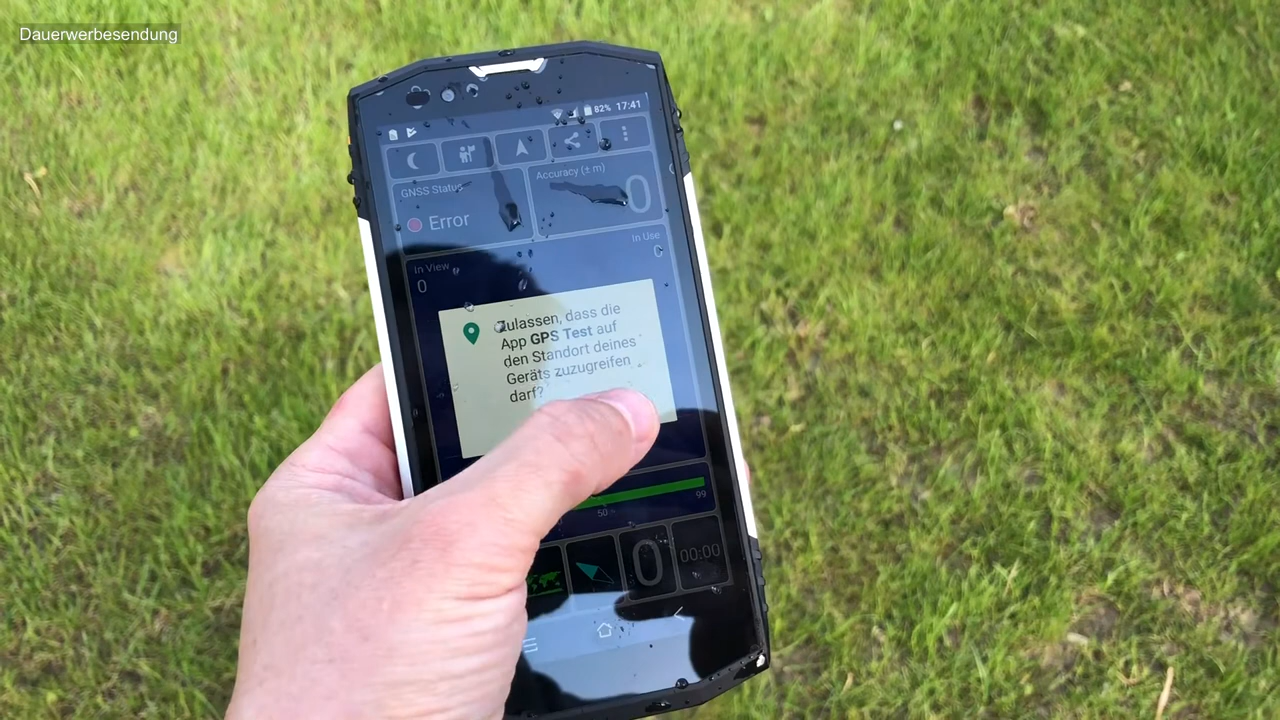 Dauerwerbesendung
82% 17:41
GNSS Status
Accuracy (± m)
Error
0
In View
In Use
0
0
Zulassen, dass die
App GPS Test auf
den Standort deines
Geräts zuzugreifen
darf?
50
99
0
00:00